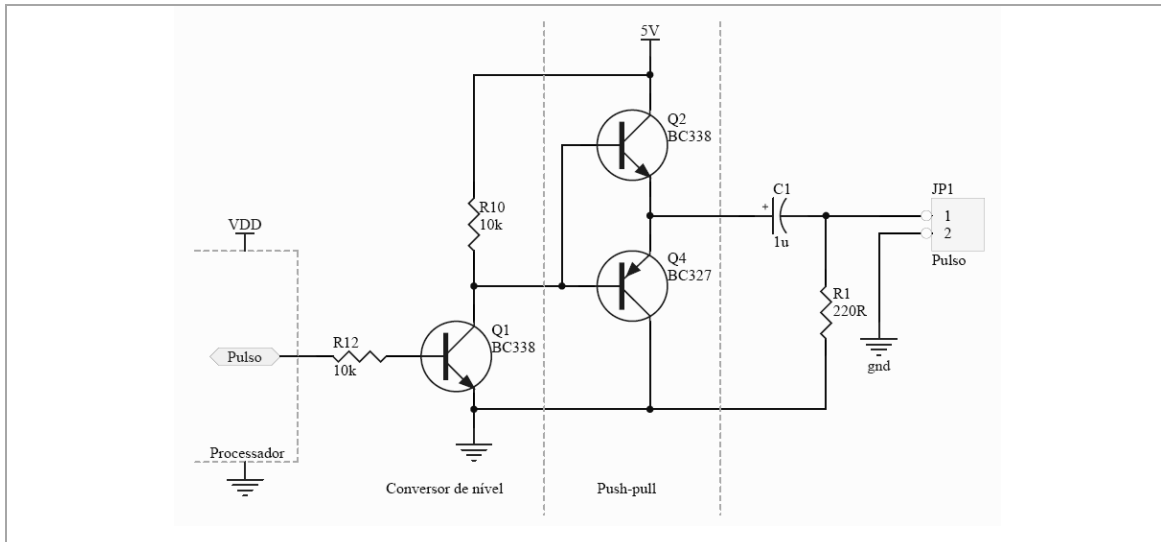 5V
Q2
BC338
C1
+
1u
JP1
1
2
Pulso
R10
10k
VDD
Q4
BC327
R1
220R
Q1
BC338
R12
10k
Pulso
gnd
Processador
Conversor de nível
Push-pull